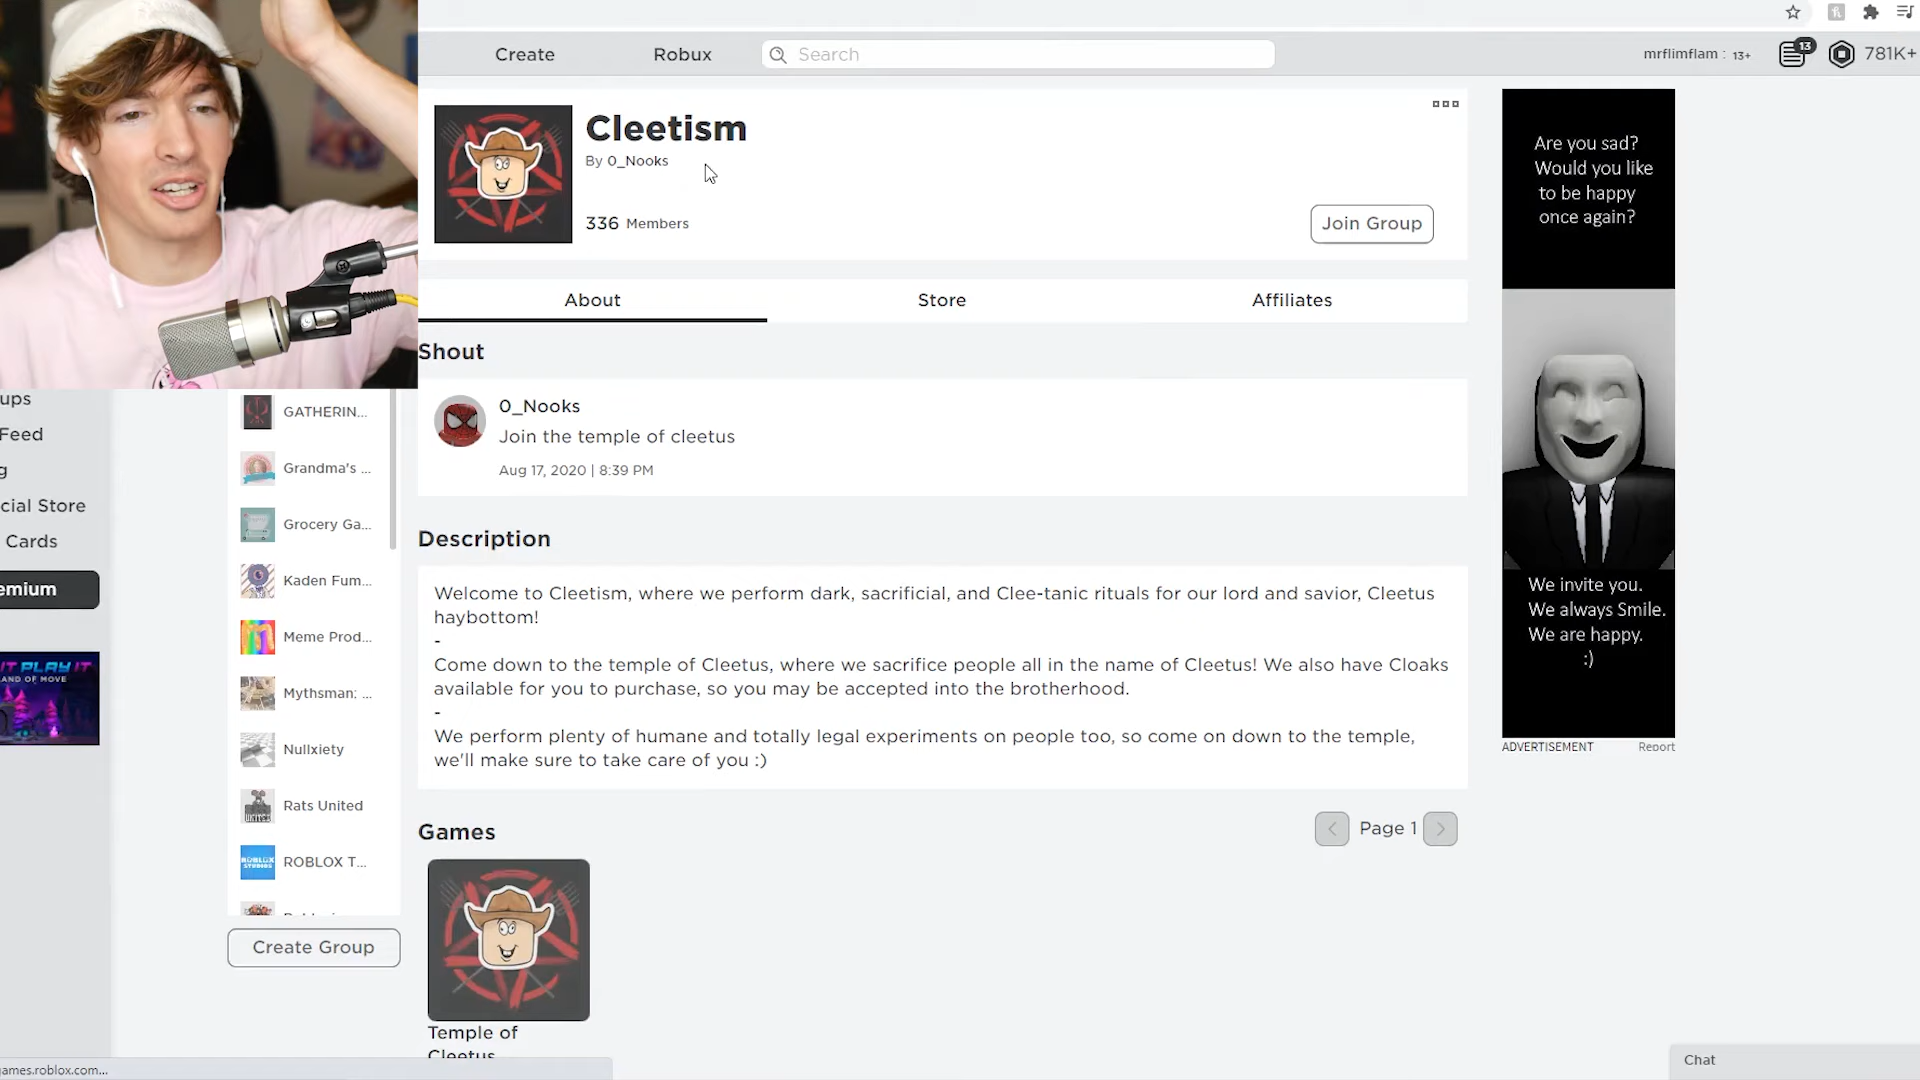 Create
Robux
Search
mrflimflam : 13+
13
781K+
Cleetism
By 0_Nooks
336 Members
Join Group
About
Store
Affiliates
Shout
0_Nooks
Join the temple of cleetus
Aug 17, 2020 | 8:39 PM
Description
Welcome to Cleetism, where we perform dark, sacrificial, and Clee-tanic rituals for our lord and savior, Cleetus
haybottom!
-
Come down to the temple of Cleetus, where we sacrifice people all in the name of Cleetus! We also have Cloaks
available for you to purchase, so you may be accepted into the brotherhood.
-
We perform plenty of humane and totally legal experiments on people too, so come on down to the temple,
we'll make sure to take care of you :)
Games
Page 1
Temple of
Cleetus
ups
Feed
g
cial Store
Cards
emium
IT PLAY IT
AND OF MOVE
GATHERIN...
Grandma's ...
Grocery Ga...
Kaden Fum...
Meme Prod...
Mythsman: ...
Nullxiety
Rats United
ROBLOX T...
Create Group
Are you sad?
Would you like
to be happy
once again?
We invite you.
We always Smile.
We are happy.
:)
ADVERTISEMENT
Report
Chat
ames.roblox.com...